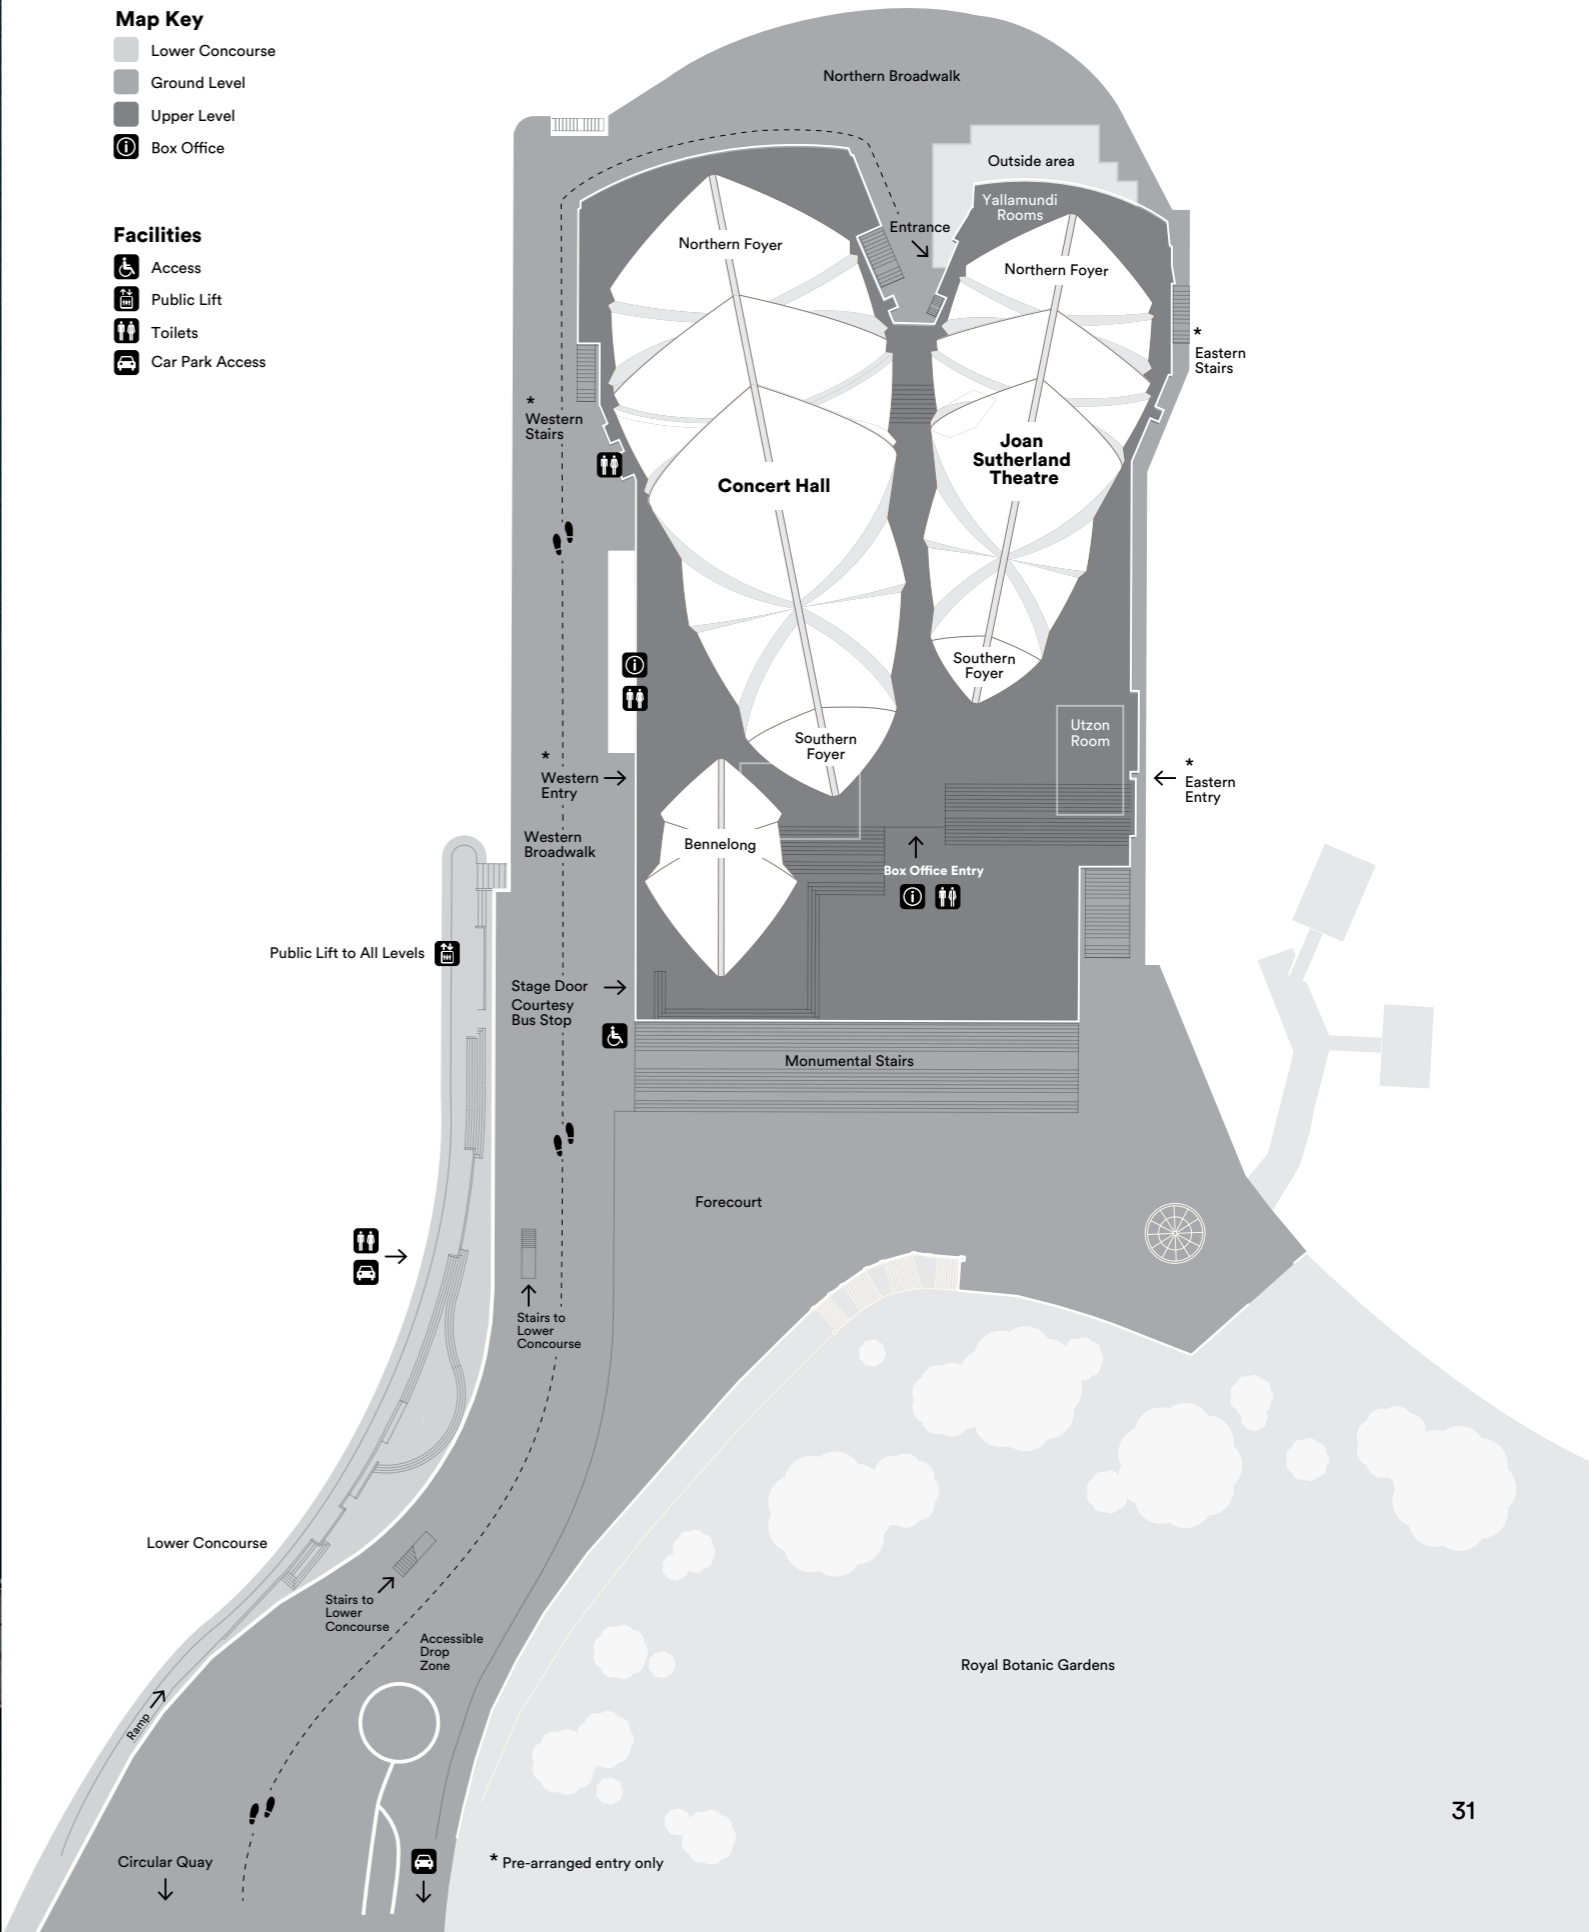 Map Key
Lower Concourse
Ground Level
Upper Level
Box Office
Facilities
Access
Public Lift
Toilets
Car Park Access
Northern Broadwalk
Outside area
Yallamundi
Rooms
Entrance
Northern Foyer
Northern Foyer
*
Eastern
Stairs
*
Western
Stairs
Joan
Sutherland
Theatre
Concert Hall
Southern
Foyer
Utzon
Room
Southern
Foyer
*
Western
Entry
*
Eastern
Entry
Western
Broadwalk
Bennelong
Box Office Entry
Public Lift to All Levels
Stage Door
Courtesy
Bus Stop
Monumental Stairs
Forecourt
Stairs to
Lower
Concourse
Lower Concourse
Stairs to
Lower
Concourse
Accessible
Drop
Zone
Royal Botanic Gardens
Ramp
31
Circular Quay
* Pre-arranged entry only